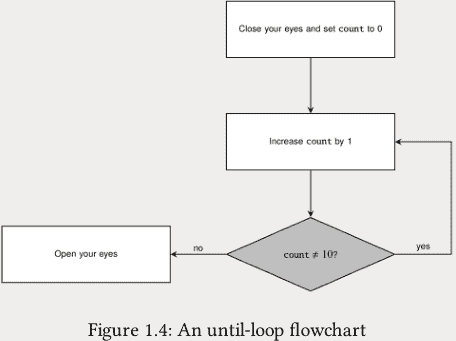 Close your eyes and set count to 0
Increase count by 1
count ≠ 10?
yes
no
Open your eyes
Figure 1.4: An until-loop flowchart